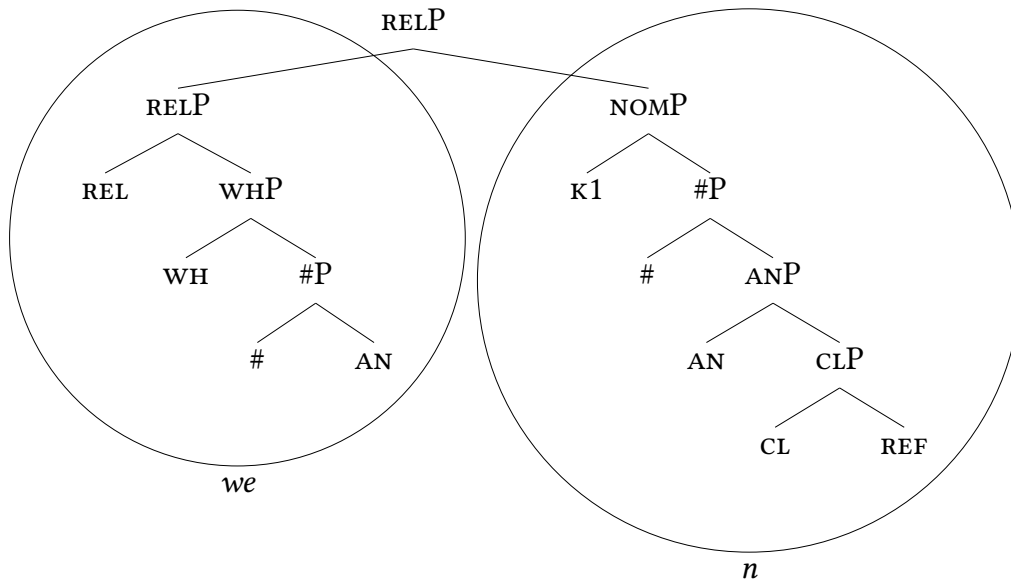 RELP
RELP NOMP
REL WHP K1 #P
WH #P # ANP
# AN AN CLP
CL REF
we
n